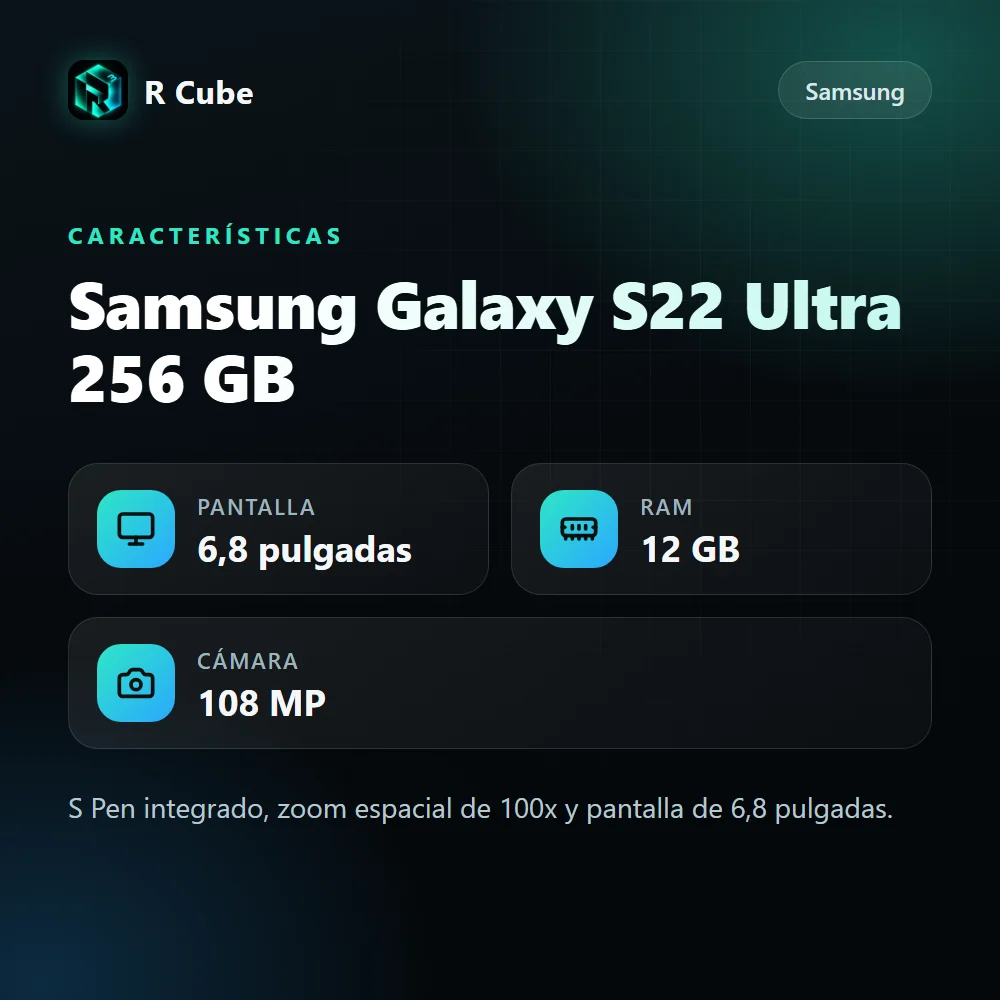 R Cube
Samsung
CARACTERÍSTICAS
Samsung Galaxy S22 Ultra
256 GB
PANTALLA
6,8 pulgadas
RAM
12 GB
CÁMARA
108 MP
S Pen integrado, zoom espacial de 100x y pantalla de 6,8 pulgadas.